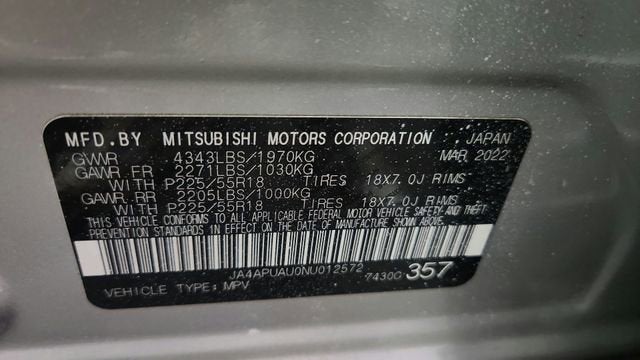 MFD.BY MITSUBISHI MOTORS CORPORATION JAPAN
GVWR 4343LBS/1970KG MAR 2022
GAWR FR 2271LBS/1030KG
WITH P225/55R18 TIRES 18X7.0J RIMS
GAWR RR 2205LBS/1000KG
WITH P225/55R18 TIRES 18X7.0J RIMS
THIS VEHICLE CONFORMS TO ALL APPLICABLE FEDERAL MOTOR VEHICLE SAFETY AND THEFT
PREVENTION STANDARDS IN EFFECT ON THE DATE OF MANUFACTURE SHOWN ABOVE.
JA4APUAU0NU012572
7430C 357
VEHICLE TYPE: MPV